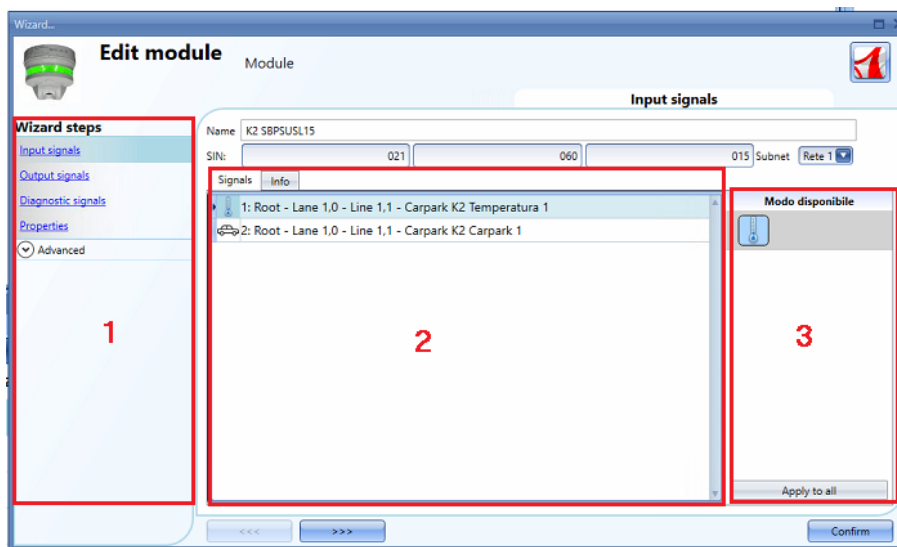 Wizard...
Edit module
Module
Input signals
Wizard steps
Input signals
Output signals
Diagnostic signals
Properties
Advanced
1
Name K2 SBPSUSL15
SIN: 021 060 015 Subnet Rete 1
Signals Info
1: Root - Lane 1,0 - Line 1,1 - Carpark K2 Temperatura 1
2: Root - Lane 1,0 - Line 1,1 - Carpark K2 Carpark 1
2
Modo disponibile
3
Apply to all
<<< >>> Confirm